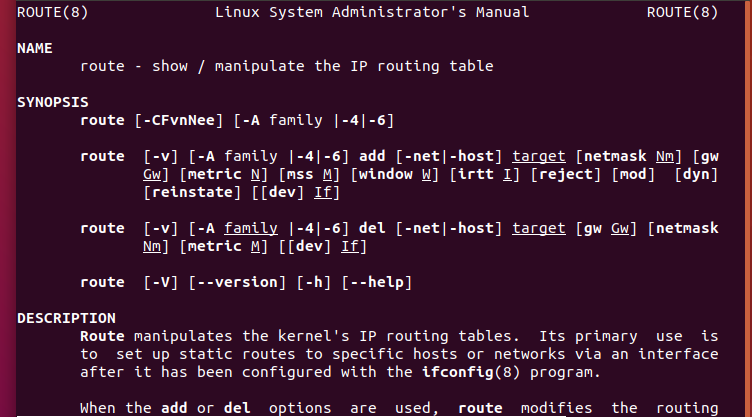 ROUTE(8) Linux System Administrator's Manual ROUTE(8)
NAME
route - show / manipulate the IP routing table
SYNOPSIS
route [-CFvnNee] [-A family |-4|-6]
route [-v] [-A family |-4|-6] add [-net|-host] target [netmask Nm] [gw
Gw] [metric N] [mss M] [window W] [irtt I] [reject] [mod] [dyn]
[reinstate] [[dev] If]
route [-v] [-A family |-4|-6] del [-net|-host] target [gw Gw] [netmask
Nm] [metric M] [[dev] If]
route [-V] [--version] [-h] [--help]
DESCRIPTION
Route manipulates the kernel's IP routing tables. Its primary use is
to set up static routes to specific hosts or networks via an interface
after it has been configured with the ifconfig(8) program.
When the add or del options are used, route modifies the routing